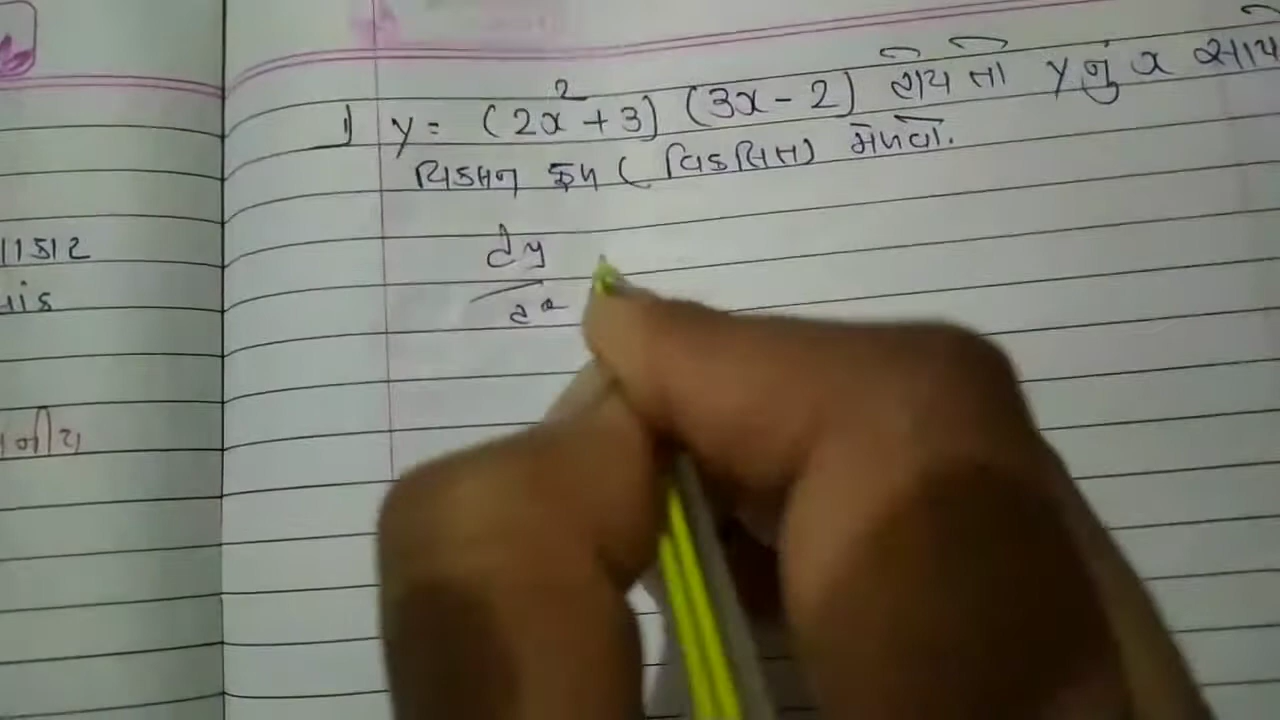 1) y = (2x²+3) (3x-2) હોય તો y નું x સાથે
વિકલન ફળ ( વિકલિત) મેળવો.
dy
dx